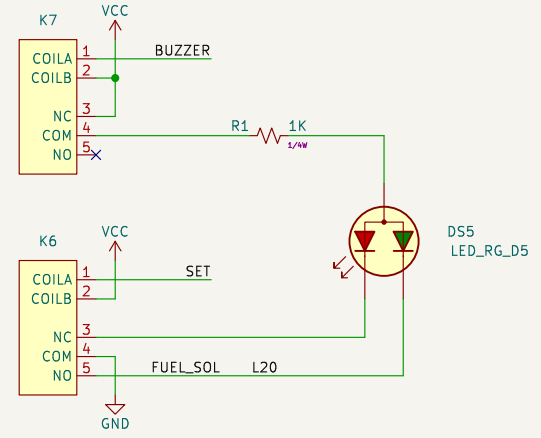 K7
VCC
COILA 1 BUZZER
COILB 2
NC 3
COM 4 R1 1K
1/4W
NO 5
DS5
LED_RG_D5
K6
VCC
COILA 1 SET
COILB 2
NC 3
COM 4
NO 5 FUEL_SOL L20
GND